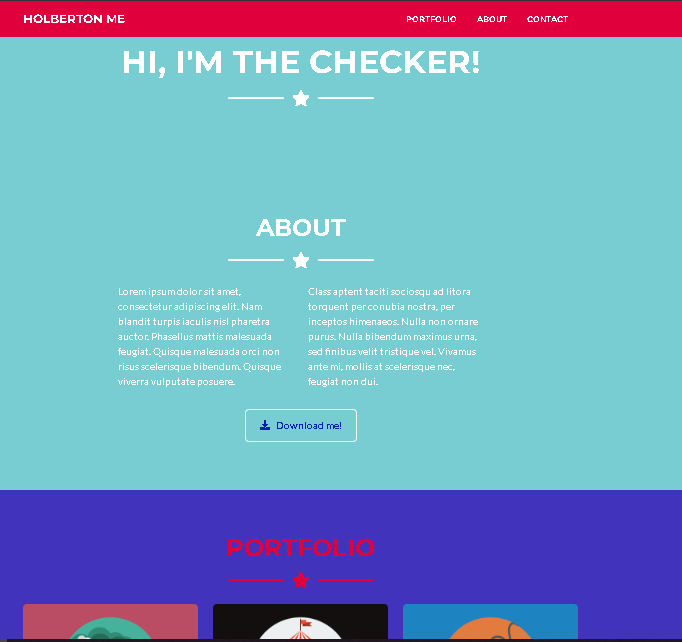 HOLBERTON ME
PORTFOLIO ABOUT CONTACT
HI, I'M THE CHECKER!
ABOUT
Lorem ipsum dolor sit amet,
consectetur adipiscing elit. Nam
blandit turpis iaculis nisl pharetra
auctor. Phasellus mattis malesuada
feugiat. Quisque malesuada orci non
risus scelerisque bibendum. Quisque
viverra vulputate posuere.
Class aptent taciti sociosqu ad litora
torquent per conubia nostra, per
inceptos himenaeos. Nulla non ornare
purus. Nulla bibendum maximus urna,
sed finibus velit tristique vel. Vivamus
ante mi, mollis at scelerisque nec,
feugiat non dui.
Download me!
PORTFOLIO